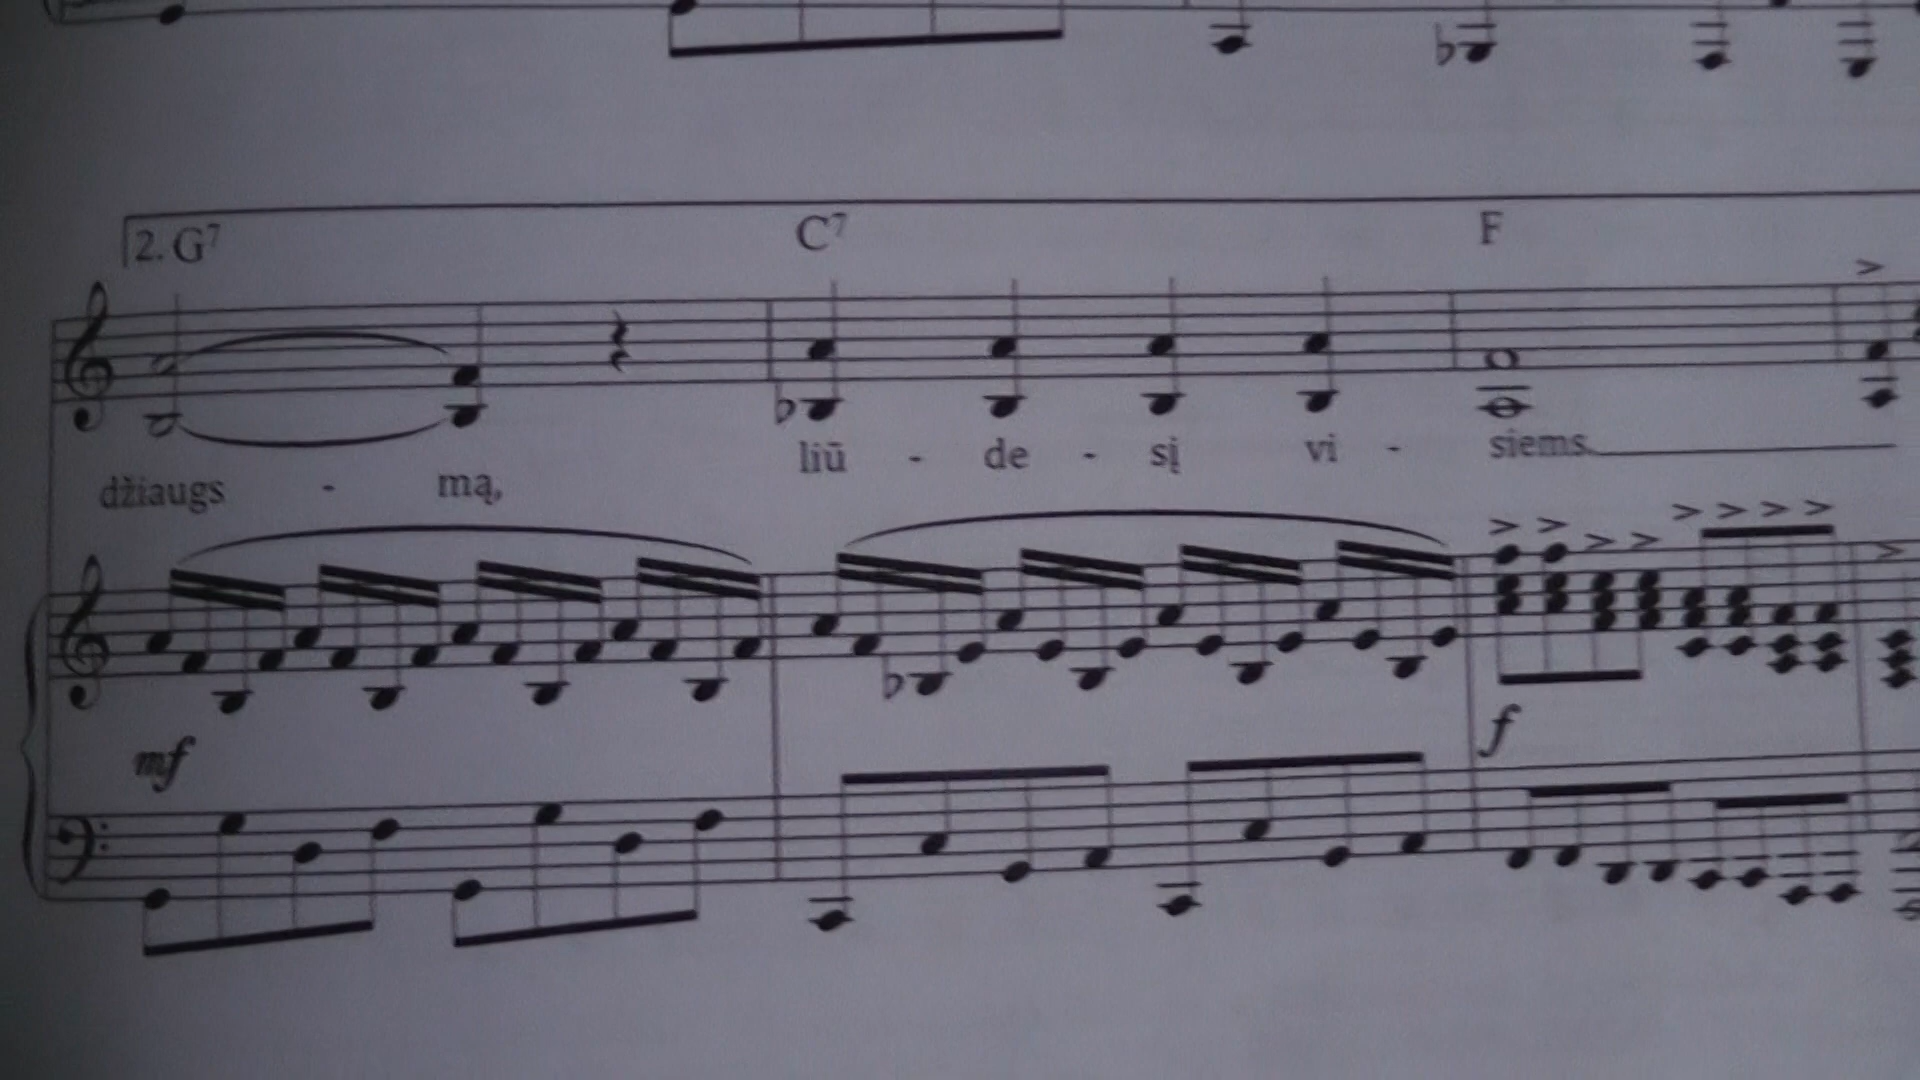 2. G7 C7 F
liū - de - sį vi - siems
džiaugs - mą,
mf f